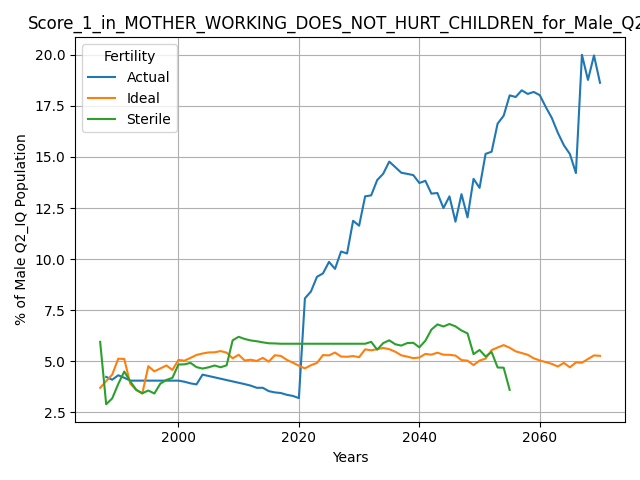 Score_1_in_MOTHER_WORKING_DOES_NOT_HURT_CHILDREN_for_Male_Q2
Fertility
Actual
Ideal
Sterile
% of Male Q2_IQ Population
20.0
17.5
15.0
12.5
10.0
7.5
5.0
2.5
2000 2020 2040 2060
Years